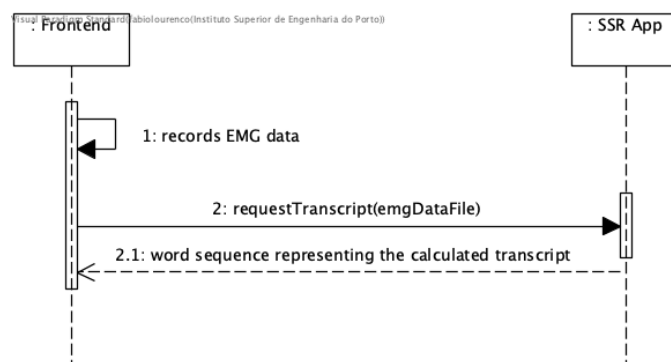 Visual Paradigm Standard(fabiolourenco(Instituto Superior de Engenharia do Porto))
: Frontend
: SSR App
1: records EMG data
2: requestTranscript(emgDataFile)
2.1: word sequence representing the calculated transcript